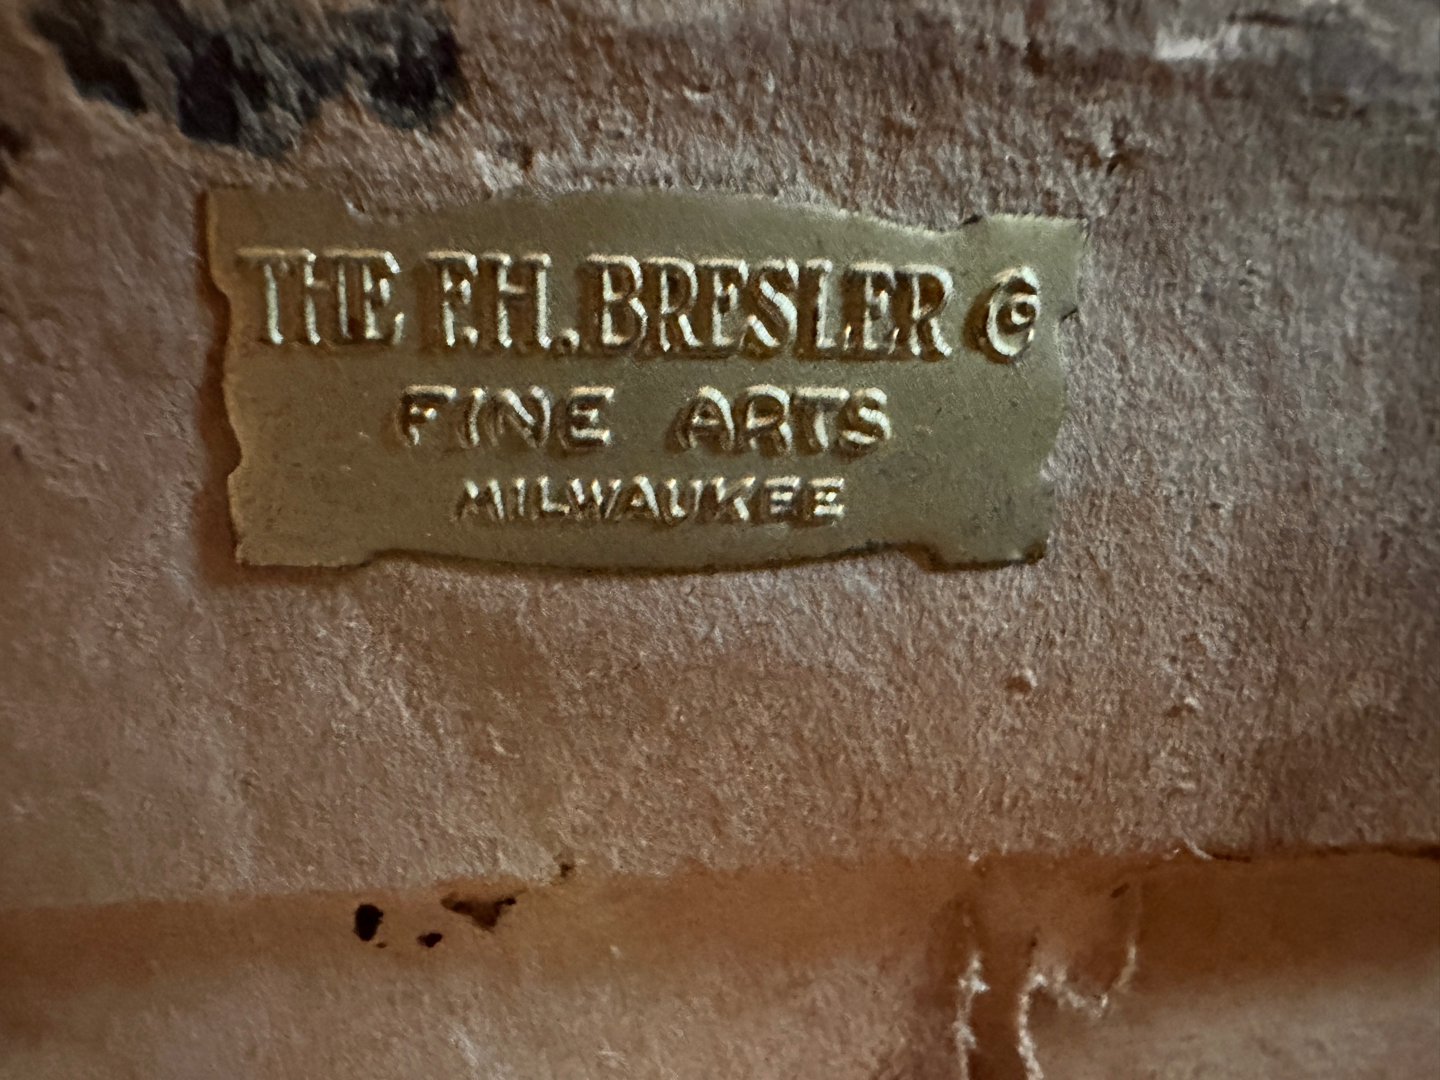 THE F.H. BRESLER Co
FINE ARTS
MILWAUKEE